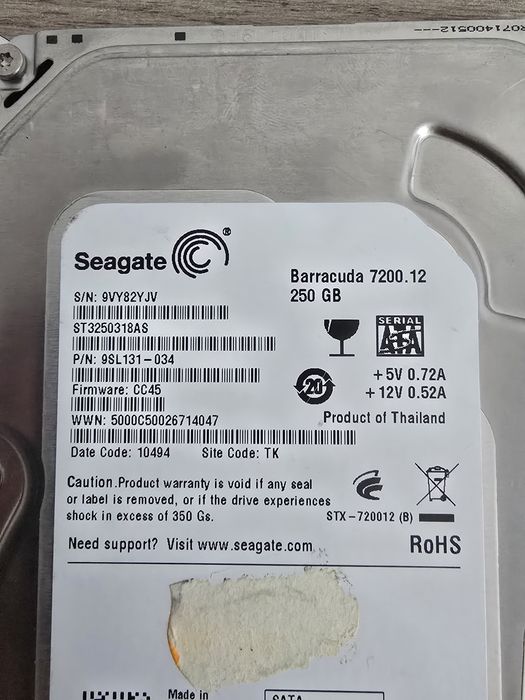 R071400512---
Seagate®
Barracuda 7200.12
250 GB
S/N: 9VY82YJV
ST3250318AS
SERIAL
ATA
P/N: 9SL131-034
20
+5V 0.72A
+12V 0.52A
Firmware: CC45
WWN: 5000C50026714047
Product of Thailand
Date Code: 10494 Site Code: TK
Caution.Product warranty is void if any seal
or label is removed, or if the drive experiences
shock in excess of 350 Gs.
STX-720012 (B)
Need support? Visit www.seagate.com
RoHS
Made in
SATA